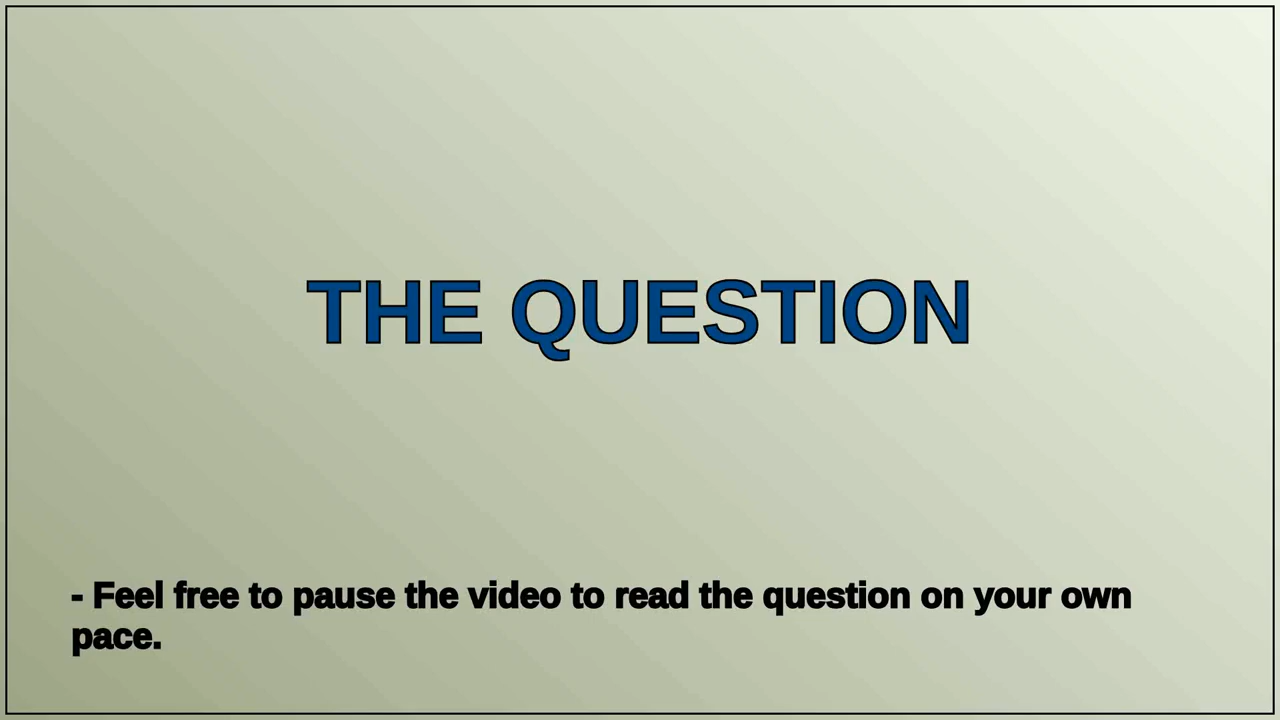 THE QUESTION
- Feel free to pause the video to read the question on your own
pace.